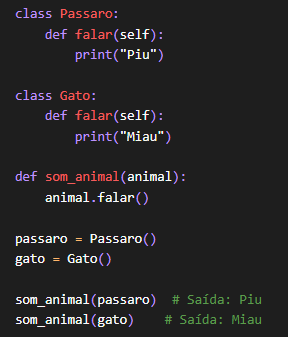 class Passaro:
    def falar(self):
        print("Piu")

class Gato:
    def falar(self):
        print("Miau")

def som_animal(animal):
    animal.falar()

passaro = Passaro()
gato = Gato()

som_animal(passaro)  # Saída: Piu
som_animal(gato)    # Saída: Miau